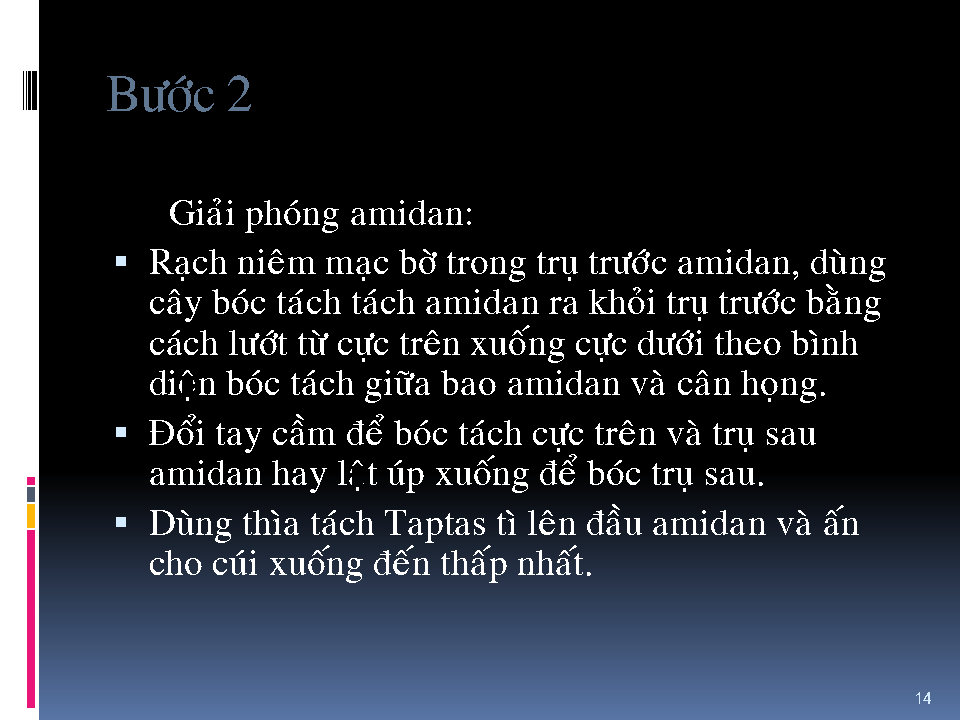 Bước 2
Giải phóng amidan:
▪ Rạch niêm mạc bờ trong trụ trước amidan, dùng
cây bóc tách tách amidan ra khỏi trụ trước bằng
cách lướt từ cực trên xuống cực dưới theo bình
diện bóc tách giữa bao amidan và cân họng.
▪ Đổi tay cầm để bóc tách cực trên và trụ sau
amidan hay lật úp xuống để bóc trụ sau.
▪ Dùng thìa tách Taptas tì lên đầu amidan và ấn
cho cúi xuống đến thấp nhất.
14